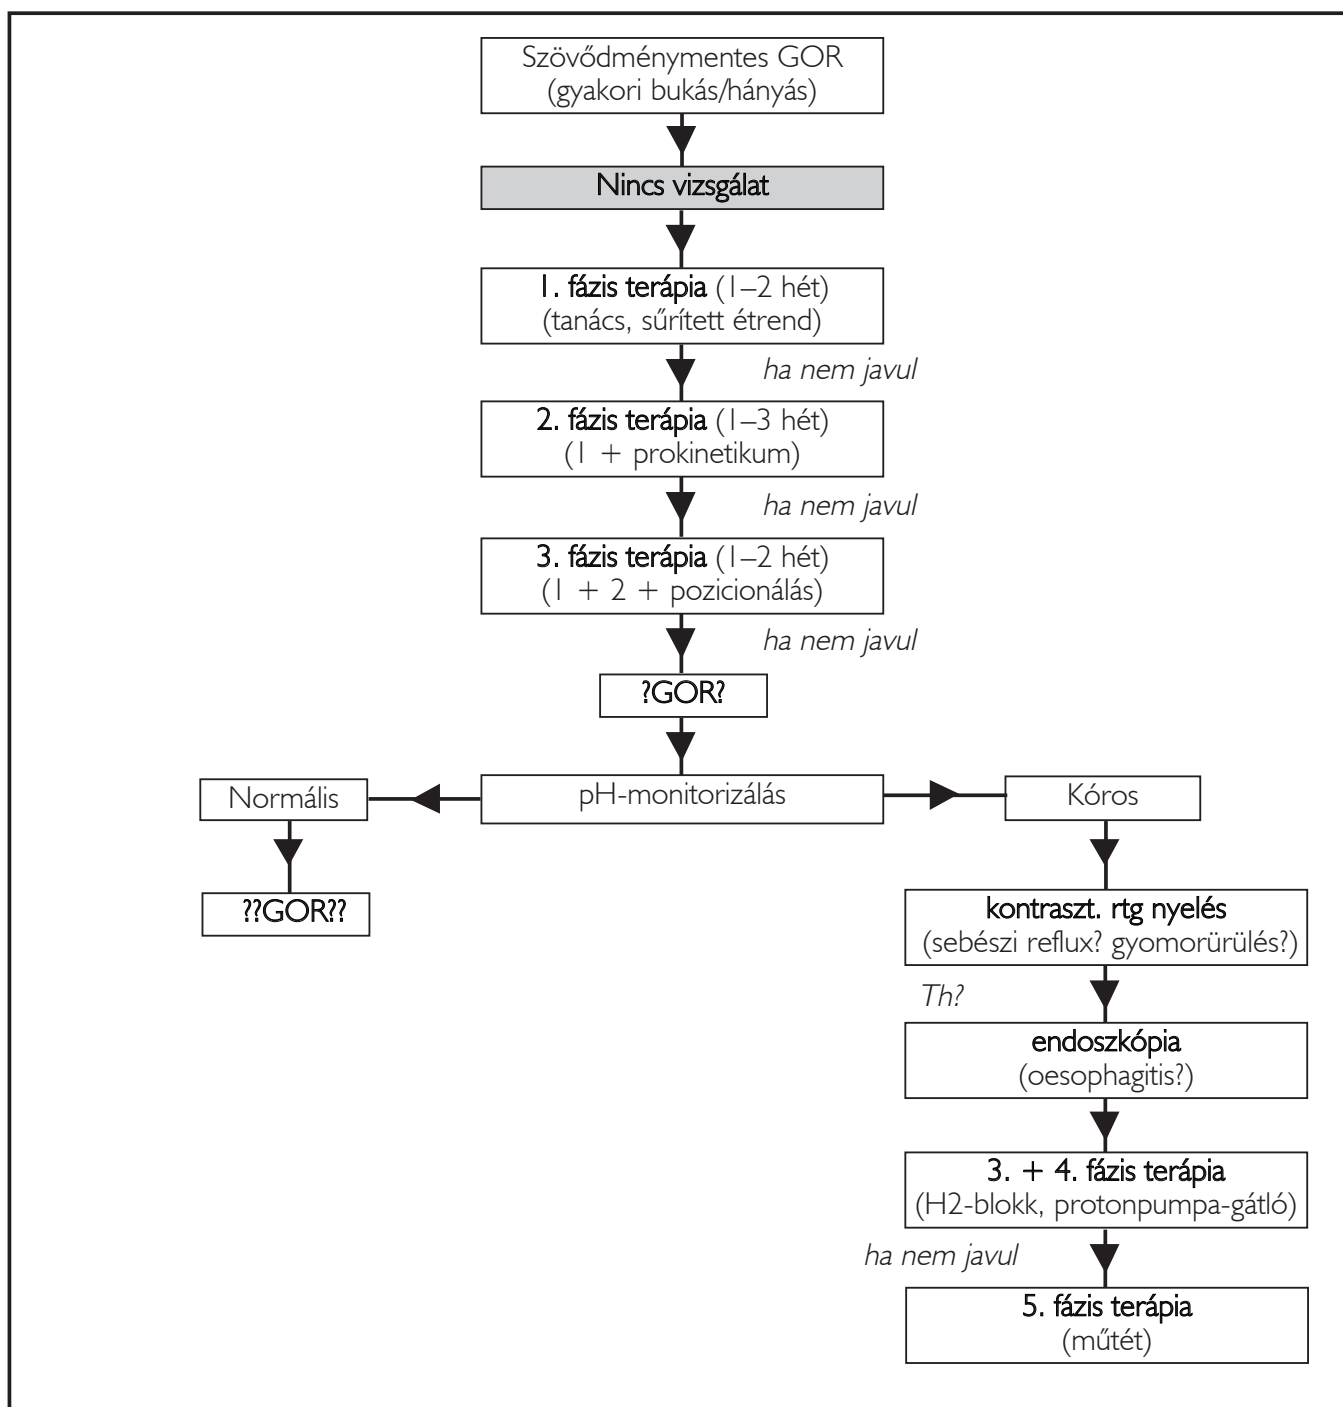 Szövődménymentes GOR
(gyakori bukás/hányás)
Nincs vizsgálat
1. fázis terápia (1–2 hét)
(tanács, sűrített étrend)
ha nem javul
2. fázis terápia (1–3 hét)
(1 + prokinetikum)
ha nem javul
3. fázis terápia (1–2 hét)
(1 + 2 + pozicionálás)
ha nem javul
?GOR?
Normális
pH-monitorizálás
Kóros
??GOR??
kontraszt. rtg nyelés
(sebészi reflux? gyomorürülés?)
Th?
endoszkópia
(oesophagitis?)
3. + 4. fázis terápia
(H2-blokk, protonpumpa-gátló)
ha nem javul
5. fázis terápia
(műtét)